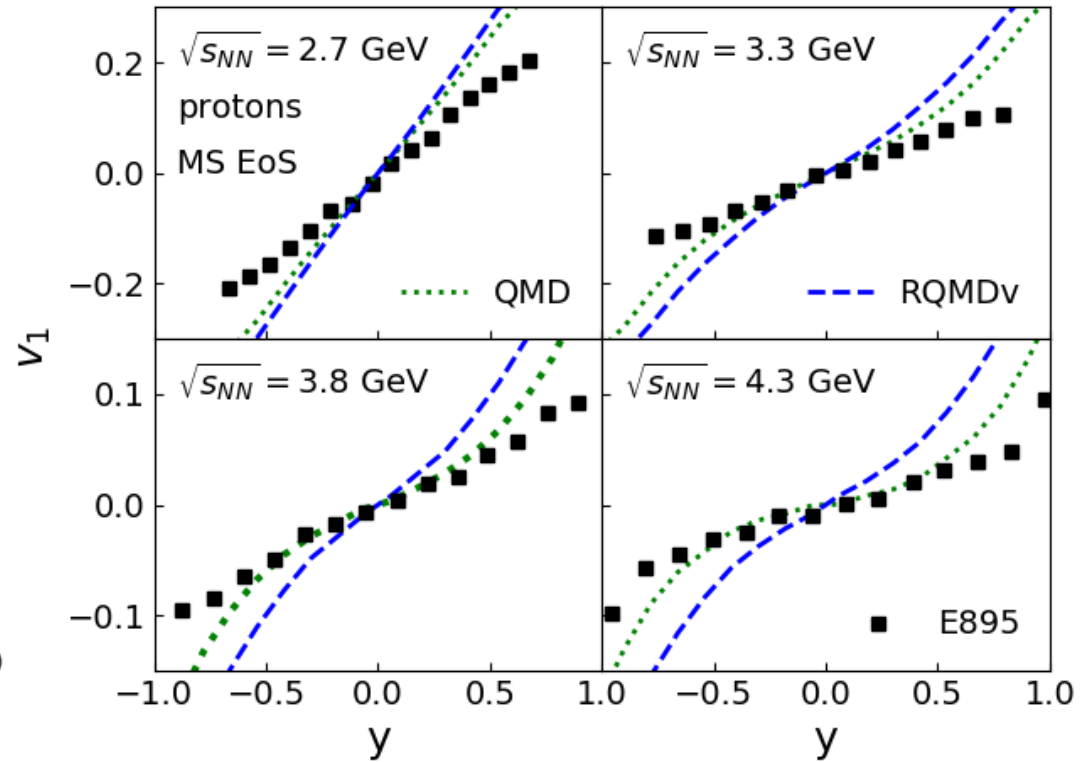 √s_NN = 2.7 GeV
protons
MS EoS
QMD
√s_NN = 3.3 GeV
RQMDv
0.2
0.0
−0.2
v₁
√s_NN = 3.8 GeV
√s_NN = 4.3 GeV
E895
0.1
0.0
−0.1
−1.0 −0.5 0.0 0.5 1.0 −0.5 0.0 0.5 1.0
y y